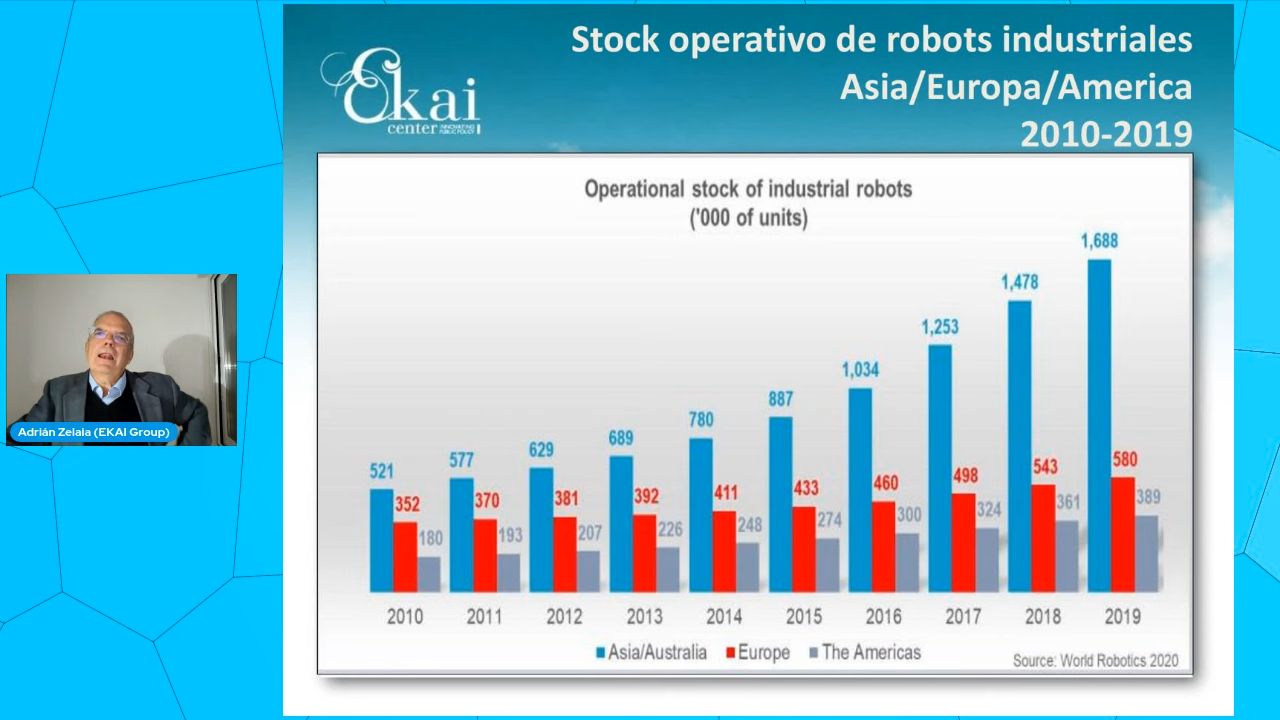 Stock operativo de robots industriales
Asia/Europa/America
2010-2019
Ekai
center INNOVATING
PUBLIC POLICY
Operational stock of industrial robots
('000 of units)
521 352 180
577 370 193
629 381 207
689 392 226
780 411 248
887 433 274
1,034 460 300
1,253 498 324
1,478 543 361
1,688 580 389
2010 2011 2012 2013 2014 2015 2016 2017 2018 2019
Asia/Australia Europe The Americas
Source: World Robotics 2020
Adrián Zelaia (EKAI Group)